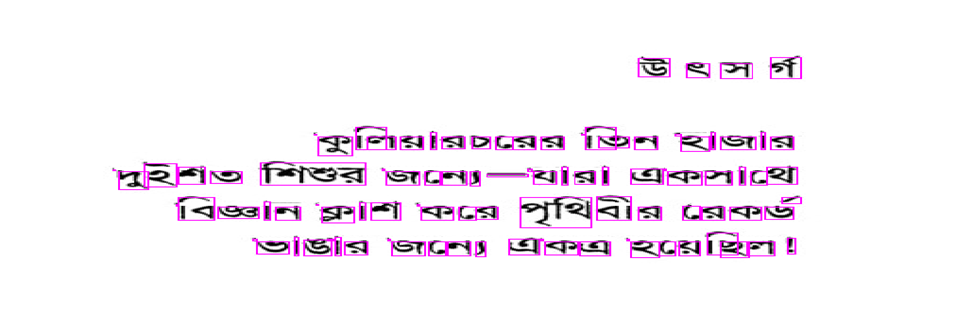 উৎসর্গ
কুলিয়ারচরের তিন হাজার
দুইশত শিশুর জন্যে—যারা একসাথে
বিজ্ঞান ক্লাশ করে পৃথিবীর রেকর্ড
ভাঙার জন্যে একত্র হয়েছিল!